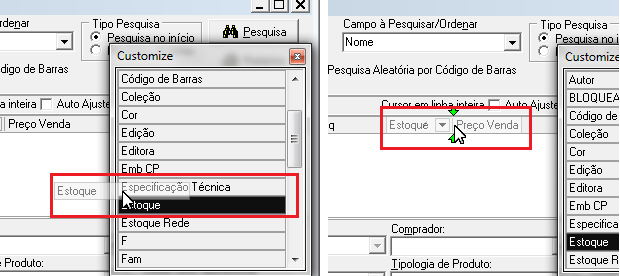 rdenar
Tipo Pesquisa
Pesquisa no início
Pesquisa
Customize
ódigo de Barras
Código de Barras
Coleção
Cor
Edição
Editora
Emb CP
Especificação Técnica
Estoque
Estoque
Estoque Rede
F
Fam
nha inteira
Auto Ajuste
Preço Venda
de Produto:
Campo à Pesquisar/Ordenar
Nome
Tipo Pesquisa
Pesquisa no i
Pesquisa Aleatória por Código de Barras
Cursor em linha inteira
Auto Ajuste
q
Estoque
Preço Venda
Comprador:
Tipologia de Produto:
Customize
Autor
BLOQUEA
Código de
Coleção
Cor
Edição
Editora
Emb CP
Especifica
Estoque
Estoque R